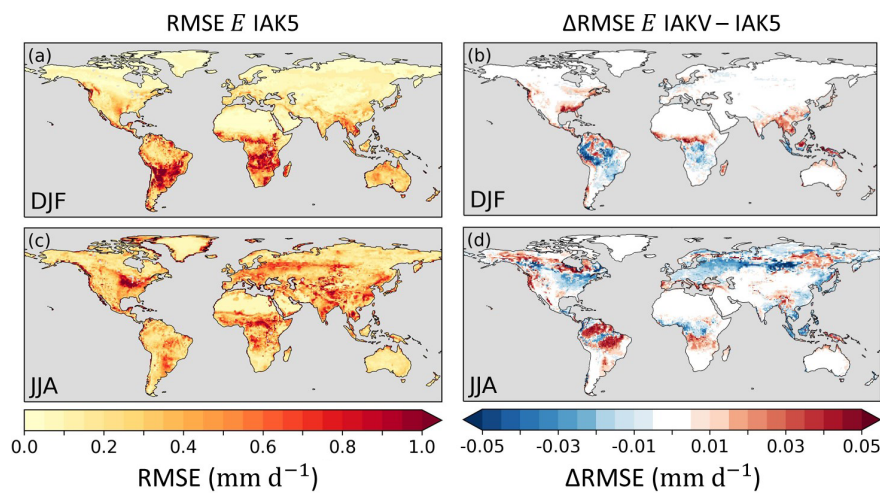 RMSE E IAK5
ΔRMSE E IAKV – IAK5
(a)
DJF
(b)
DJF
(c)
JJA
(d)
JJA
0.0 0.2 0.4 0.6 0.8 1.0
-0.05 -0.03 -0.01 0.01 0.03 0.05
RMSE (mm d⁻¹)
ΔRMSE (mm d⁻¹)